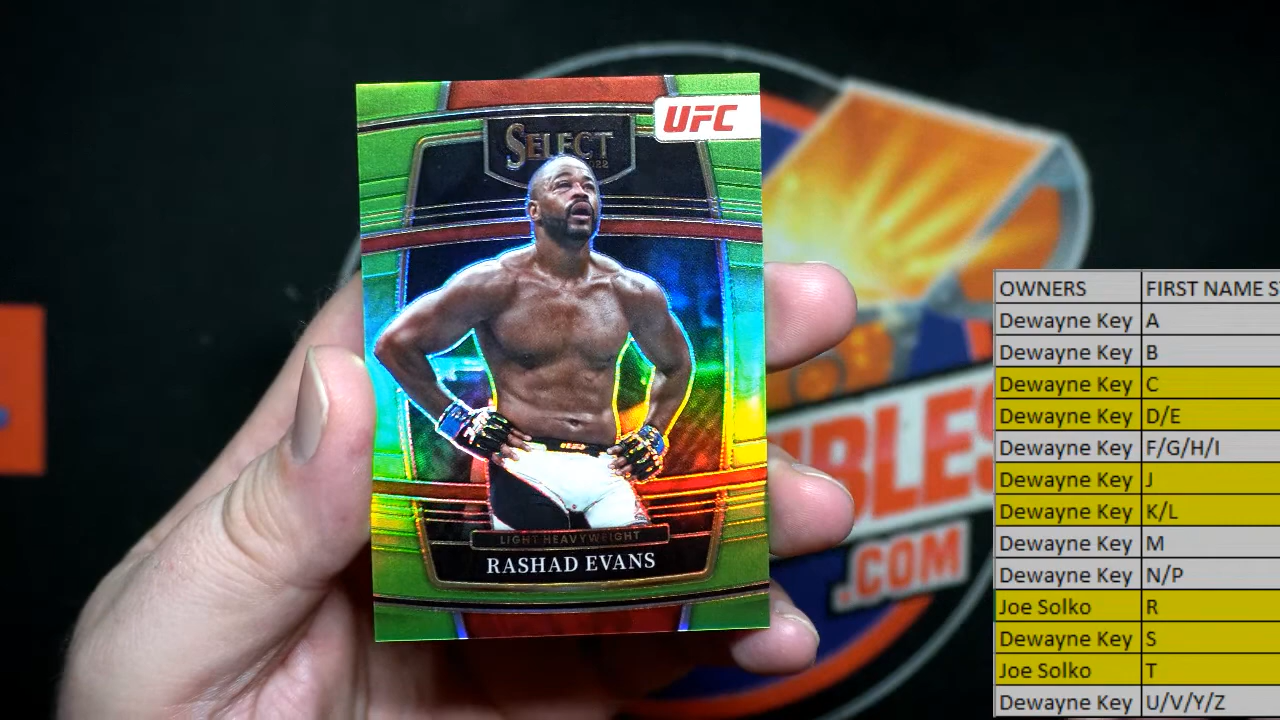 UFC
SELECT
LIGHT HEAVYWEIGHT
RASHAD EVANS
BLES
.COM
OWNERS FIRST NAME
Dewayne Key A
Dewayne Key B
Dewayne Key C
Dewayne Key D/E
Dewayne Key F/G/H/I
Dewayne Key J
Dewayne Key K/L
Dewayne Key M
Dewayne Key N/P
Joe Solko R
Dewayne Key S
Joe Solko T
Dewayne Key U/V/Y/Z